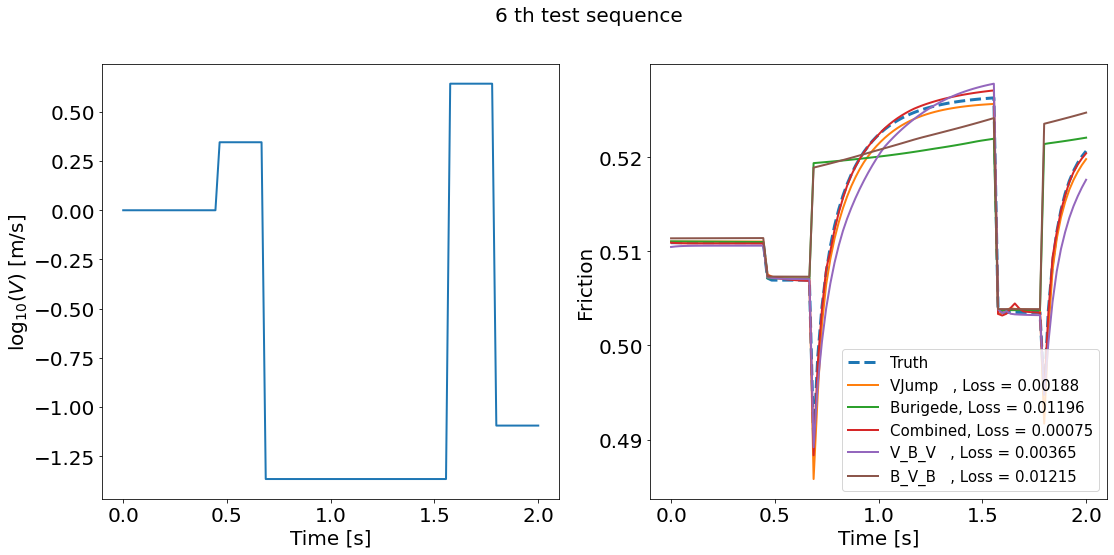 6 th test sequence
0.50
0.25
0.00
−0.25
−0.50
−0.75
−1.00
−1.25
log10(V) [m/s]
0.0 0.5 1.0 1.5 2.0
Time [s]
0.52
0.51
0.50
0.49
Friction
Truth
VJump , Loss = 0.00188
Burigede, Loss = 0.01196
Combined, Loss = 0.00075
V_B_V , Loss = 0.00365
B_V_B , Loss = 0.01215
0.0 0.5 1.0 1.5 2.0
Time [s]